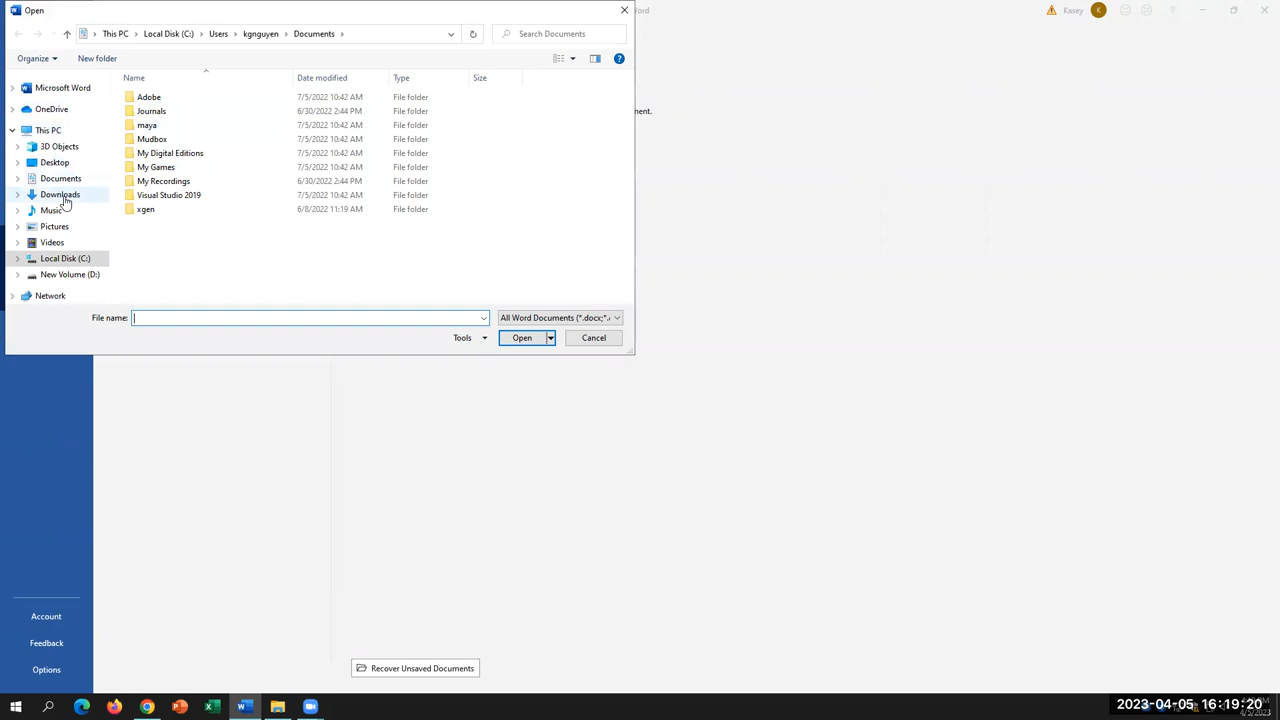 Open
ord
Kasey
K
This PC
Local Disk (C:)
Users
kgnguyen
Documents
Search Documents
Organize
New folder
Name
Date modified
Type
Size
Microsoft Word
OneDrive
This PC
3D Objects
Desktop
Documents
Downloads
Music
Pictures
Videos
Local Disk (C:)
New Volume (D:)
Network
Adobe 7/5/2022 10:42 AM File folder
Journals 6/30/2022 2:44 PM File folder
maya 7/5/2022 10:42 AM File folder
Mudbox 7/5/2022 10:42 AM File folder
My Digital Editions 7/5/2022 10:42 AM File folder
My Games 7/5/2022 10:42 AM File folder
My Recordings 6/30/2022 2:44 PM File folder
Visual Studio 2019 7/5/2022 10:42 AM File folder
xgen 6/8/2022 11:19 AM File folder
ment.
File name:
All Word Documents (*.docx;*.
Tools
Open
Cancel
Account
Feedback
Options
Recover Unsaved Documents
2023-04-05 16:19:20